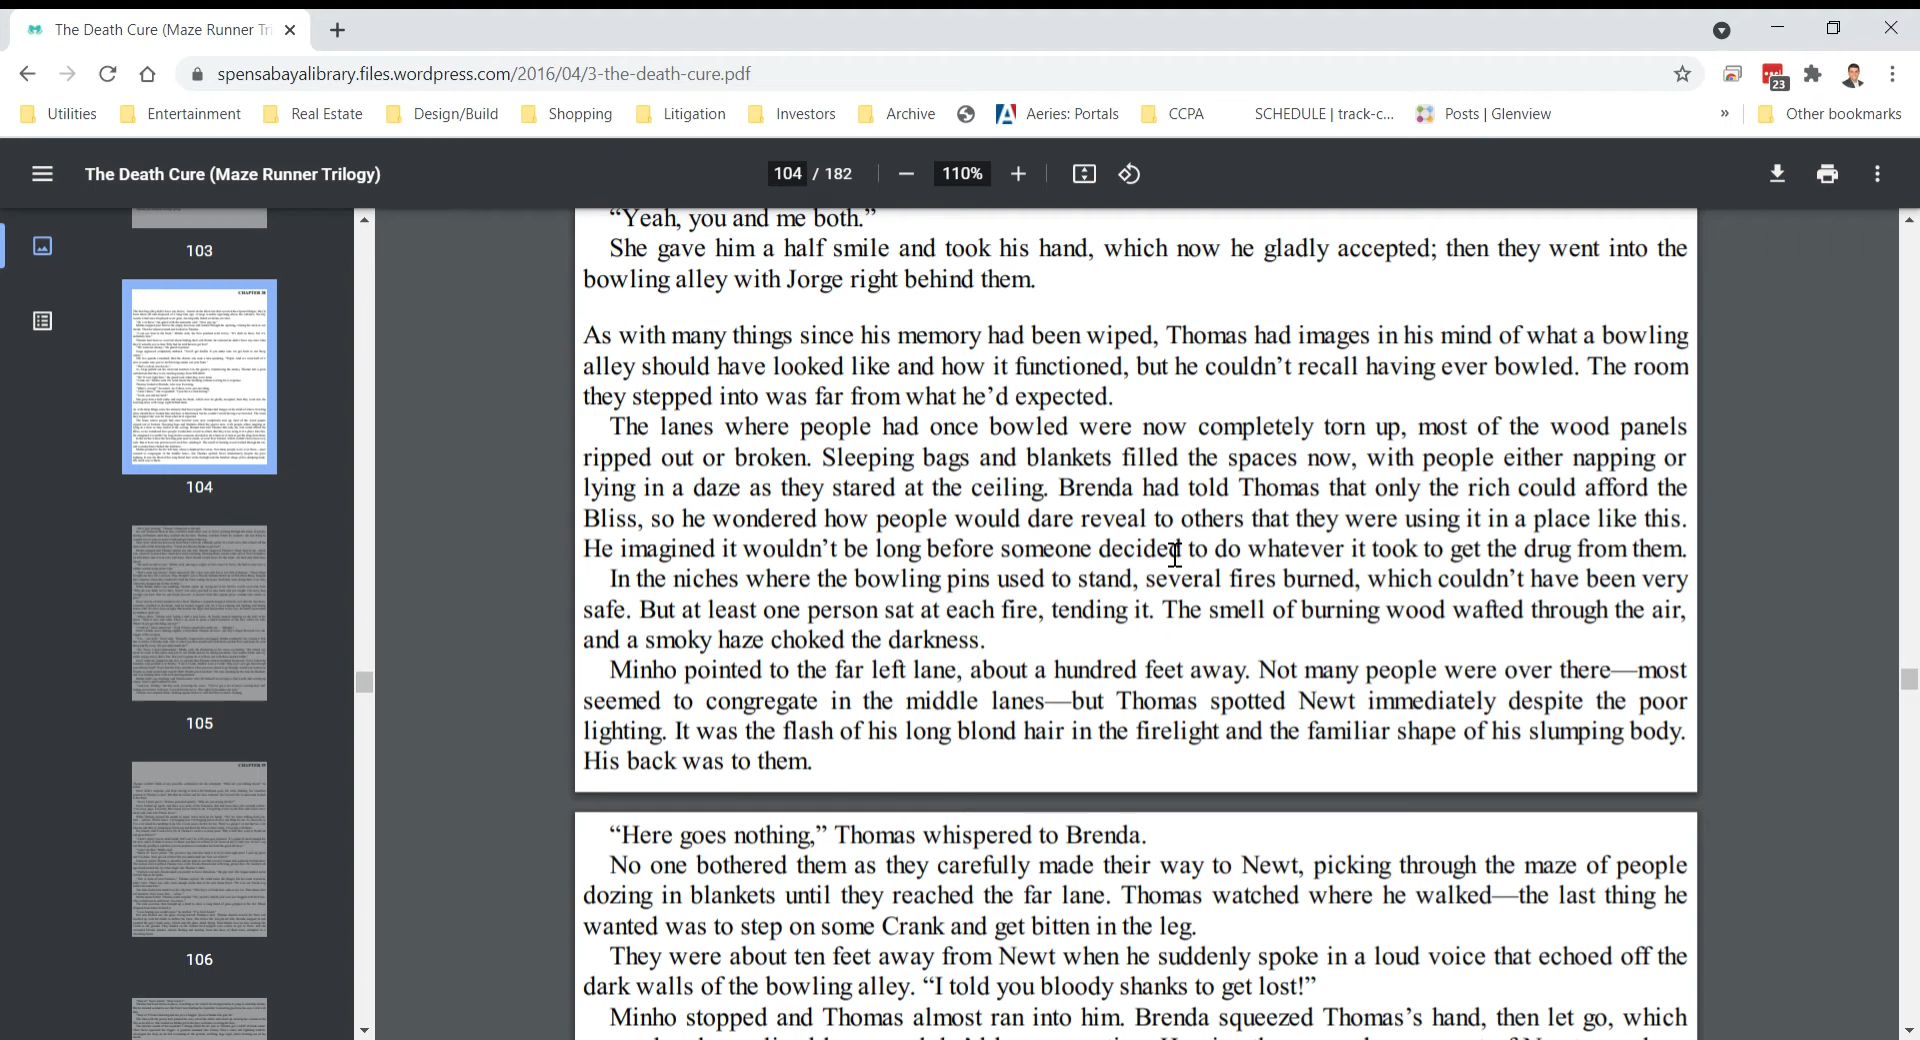 The Death Cure (Maze Runner Tri
spensabayalibrary.files.wordpress.com/2016/04/3-the-death-cure.pdf
23
Utilities Entertainment Real Estate Design/Build Shopping Litigation Investors Archive Aeries: Portals CCPA SCHEDULE | track-c... Posts | Glenview » Other bookmarks
The Death Cure (Maze Runner Trilogy) 104 / 182 110%
103
104
105
106
“Yeah, you and me both.”
She gave him a half smile and took his hand, which now he gladly accepted; then they went into the
bowling alley with Jorge right behind them.
As with many things since his memory had been wiped, Thomas had images in his mind of what a bowling
alley should have looked like and how it functioned, but he couldn’t recall having ever bowled. The room
they stepped into was far from what he’d expected.
The lanes where people had once bowled were now completely torn up, most of the wood panels
ripped out or broken. Sleeping bags and blankets filled the spaces now, with people either napping or
lying in a daze as they stared at the ceiling. Brenda had told Thomas that only the rich could afford the
Bliss, so he wondered how people would dare reveal to others that they were using it in a place like this.
He imagined it wouldn’t be long before someone decided to do whatever it took to get the drug from them.
In the niches where the bowling pins used to stand, several fires burned, which couldn’t have been very
safe. But at least one person sat at each fire, tending it. The smell of burning wood wafted through the air,
and a smoky haze choked the darkness.
Minho pointed to the far left lane, about a hundred feet away. Not many people were over there—most
seemed to congregate in the middle lanes—but Thomas spotted Newt immediately despite the poor
lighting. It was the flash of his long blond hair in the firelight and the familiar shape of his slumping body.
His back was to them.
“Here goes nothing,” Thomas whispered to Brenda.
No one bothered them as they carefully made their way to Newt, picking through the maze of people
dozing in blankets until they reached the far lane. Thomas watched where he walked—the last thing he
wanted was to step on some Crank and get bitten in the leg.
They were about ten feet away from Newt when he suddenly spoke in a loud voice that echoed off the
dark walls of the bowling alley. “I told you bloody shanks to get lost!”
Minho stopped and Thomas almost ran into him. Brenda squeezed Thomas’s hand, then let go, which